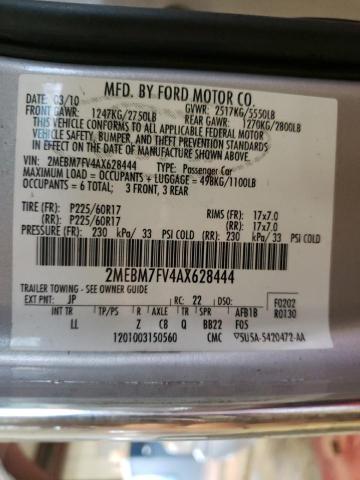 MFD. BY FORD MOTOR CO.
DATE: 03/10 GVWR: 2517KG/5550LB
FRONT GAWR: 1247KG/2750LB REAR GAWR: 1270KG/2800LB
THIS VEHICLE CONFORMS TO ALL APPLICABLE FEDERAL MOTOR
VEHICLE SAFETY, BUMPER, AND THEFT PREVENTION STANDARDS
IN EFFECT ON THE DATE OF MANUFACTURE SHOWN ABOVE.
VIN: 2MEBM7FV4AX628444 TYPE: Passenger Car
MAXIMUM LOAD = OCCUPANTS + LUGGAGE = 498KG/1100LB
OCCUPANTS = 6 TOTAL; 3 FRONT, 3 REAR
TIRE (FR): P225/60R17 RIMS (FR): 17x7.0
(RR): P225/60R17 (RR): 17x7.0
PRESSURE (FR): 230 kPa/ 33 PSI COLD (RR): 230 kPa/ 33
2MEBM7FV4AX628444
TRAILER TOWING - SEE OWNER GUIDE
EXT PNT: JP RC: 22 DSO: F0202
INT TR TP/PS R AXLE TR SPR AFB1B R0130
LL Z CB Q BB22 F05
1201003150560 CMC 5U5A-5420472-AA